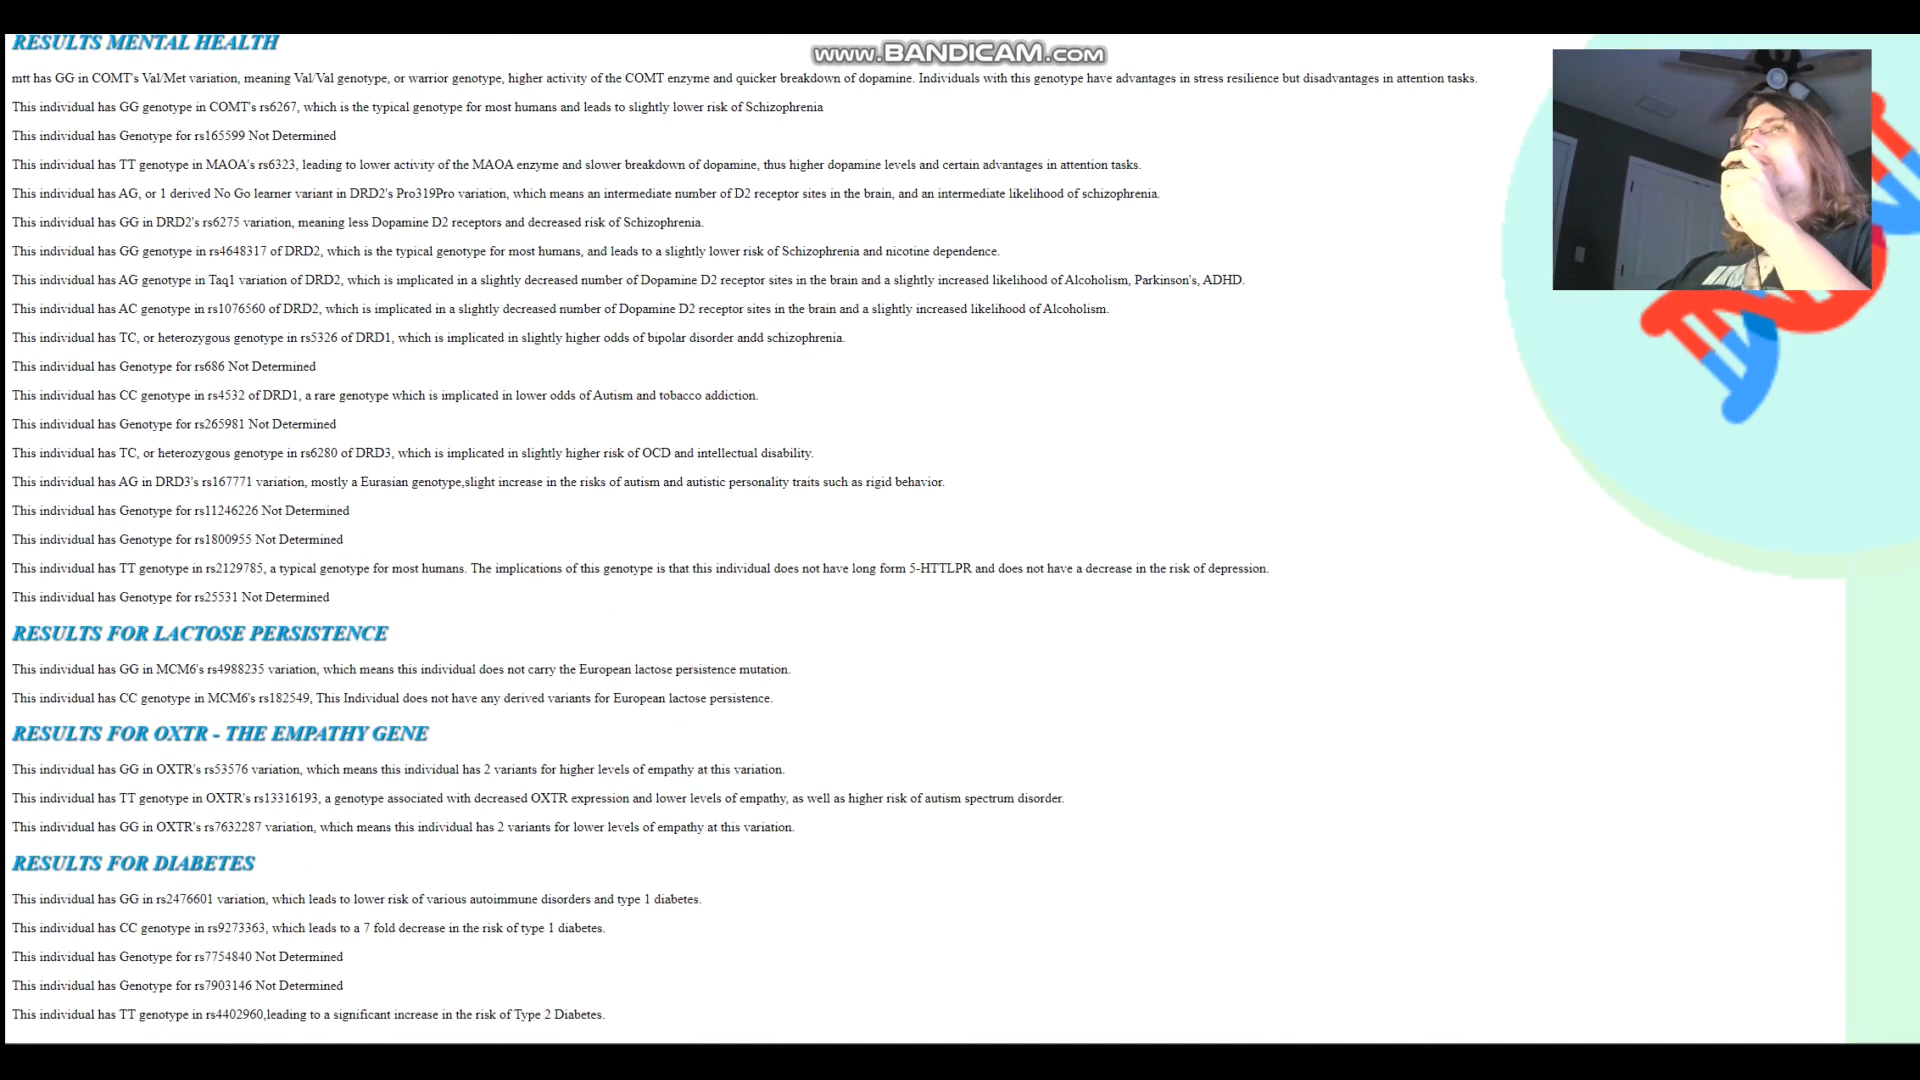 RESULTS MENTAL HEALTH
www.BANDICAM.com
mtt has GG in COMT's Val/Met variation, meaning Val/Val genotype, or warrior genotype, higher activity of the COMT enzyme and quicker breakdown of dopamine. Individuals with this genotype have advantages in stress resilience but disadvantages in attention tasks.
This individual has GG genotype in COMT's rs6267, which is the typical genotype for most humans and leads to slightly lower risk of Schizophrenia
This individual has Genotype for rs165599 Not Determined
This individual has TT genotype in MAOA's rs6323, leading to lower activity of the MAOA enzyme and slower breakdown of dopamine, thus higher dopamine levels and certain advantages in attention tasks.
This individual has AG, or 1 derived No Go learner variant in DRD2's Pro319Pro variation, which means an intermediate number of D2 receptor sites in the brain, and an intermediate likelihood of schizophrenia.
This individual has GG in DRD2's rs6275 variation, meaning less Dopamine D2 receptors and decreased risk of Schizophrenia.
This individual has GG genotype in rs4648317 of DRD2, which is the typical genotype for most humans, and leads to a slightly lower risk of Schizophrenia and nicotine dependence.
This individual has AG genotype in Taq1 variation of DRD2, which is implicated in a slightly decreased number of Dopamine D2 receptor sites in the brain and a slightly increased likelihood of Alcoholism, Parkinson's, ADHD.
This individual has AC genotype in rs1076560 of DRD2, which is implicated in a slightly decreased number of Dopamine D2 receptor sites in the brain and a slightly increased likelihood of Alcoholism.
This individual has TC, or heterozygous genotype in rs5326 of DRD1, which is implicated in slightly higher odds of bipolar disorder andd schizophrenia.
This individual has Genotype for rs686 Not Determined
This individual has CC genotype in rs4532 of DRD1, a rare genotype which is implicated in lower odds of Autism and tobacco addiction.
This individual has Genotype for rs265981 Not Determined
This individual has TC, or heterozygous genotype in rs6280 of DRD3, which is implicated in slightly higher risk of OCD and intellectual disability.
This individual has AG in DRD3's rs167771 variation, mostly a Eurasian genotype,slight increase in the risks of autism and autistic personality traits such as rigid behavior.
This individual has Genotype for rs11246226 Not Determined
This individual has Genotype for rs1800955 Not Determined
This individual has TT genotype in rs2129785, a typical genotype for most humans. The implications of this genotype is that this individual does not have long form 5-HTTLPR and does not have a decrease in the risk of depression.
This individual has Genotype for rs25531 Not Determined
RESULTS FOR LACTOSE PERSISTENCE
This individual has GG in MCM6's rs4988235 variation, which means this individual does not carry the European lactose persistence mutation.
This individual has CC genotype in MCM6's rs182549, This Individual does not have any derived variants for European lactose persistence.
RESULTS FOR OXTR - THE EMPATHY GENE
This individual has GG in OXTR's rs53576 variation, which means this individual has 2 variants for higher levels of empathy at this variation.
This individual has TT genotype in OXTR's rs13316193, a genotype associated with decreased OXTR expression and lower levels of empathy, as well as higher risk of autism spectrum disorder.
This individual has GG in OXTR's rs7632287 variation, which means this individual has 2 variants for lower levels of empathy at this variation.
RESULTS FOR DIABETES
This individual has GG in rs2476601 variation, which leads to lower risk of various autoimmune disorders and type 1 diabetes.
This individual has CC genotype in rs9273363, which leads to a 7 fold decrease in the risk of type 1 diabetes.
This individual has Genotype for rs7754840 Not Determined
This individual has Genotype for rs7903146 Not Determined
This individual has TT genotype in rs4402960,leading to a significant increase in the risk of Type 2 Diabetes.